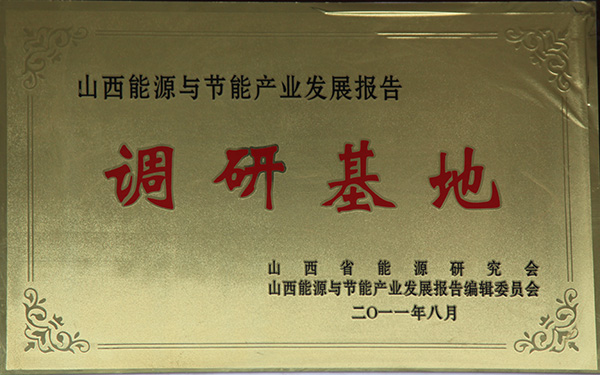 山西能源与节能产业发展报告
调研基地
山西省能源研究会
山西能源与节能产业发展报告编辑委员会
二〇一一年八月